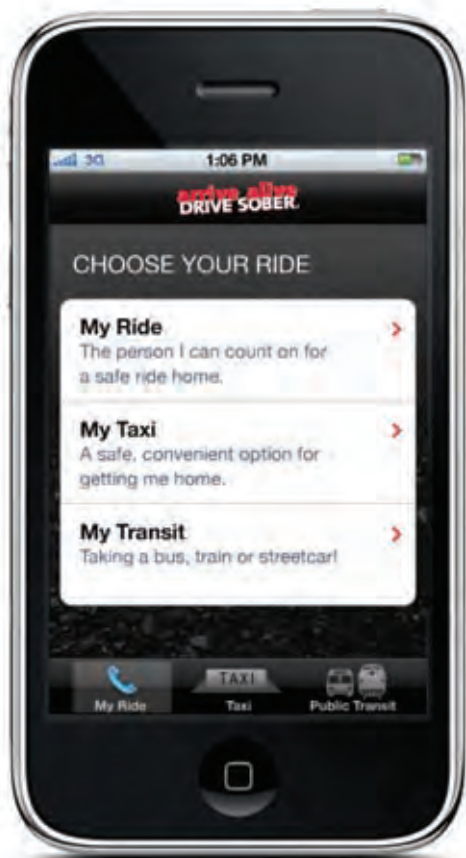 3G 1:06 PM
arrive alive
DRIVE SOBER.
CHOOSE YOUR RIDE
My Ride
The person I can count on for
a safe ride home.
My Taxi
A safe, convenient option for
getting me home.
My Transit
Taking a bus, train or streetcar!
TAXI
My Ride Taxi Public Transit